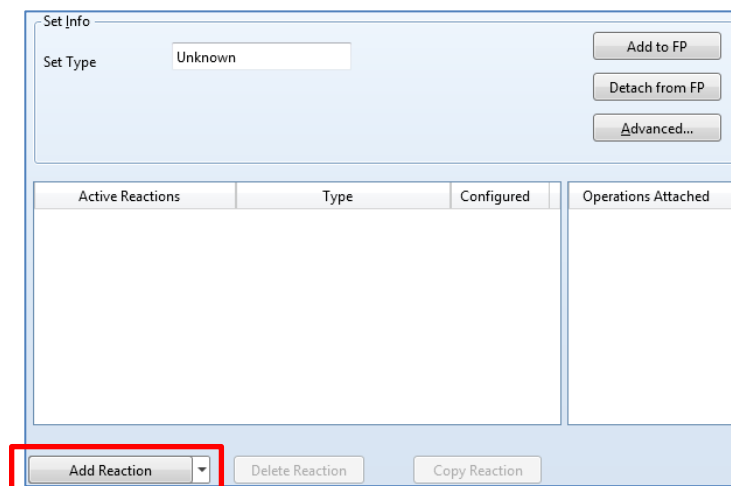 Set Info
Set Type Unknown
Add to FP
Detach from FP
Advanced...
Active Reactions Type Configured Operations Attached
Add Reaction Delete Reaction Copy Reaction